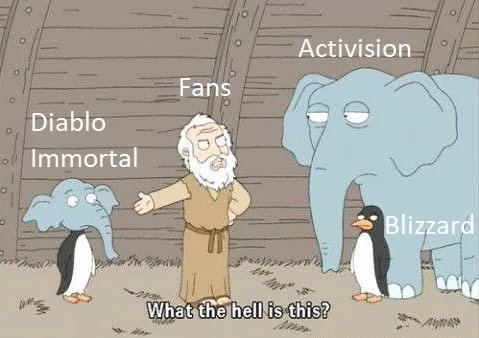 Activision
Fans
Diablo
Immortal
Blizzard
What the hell is this?